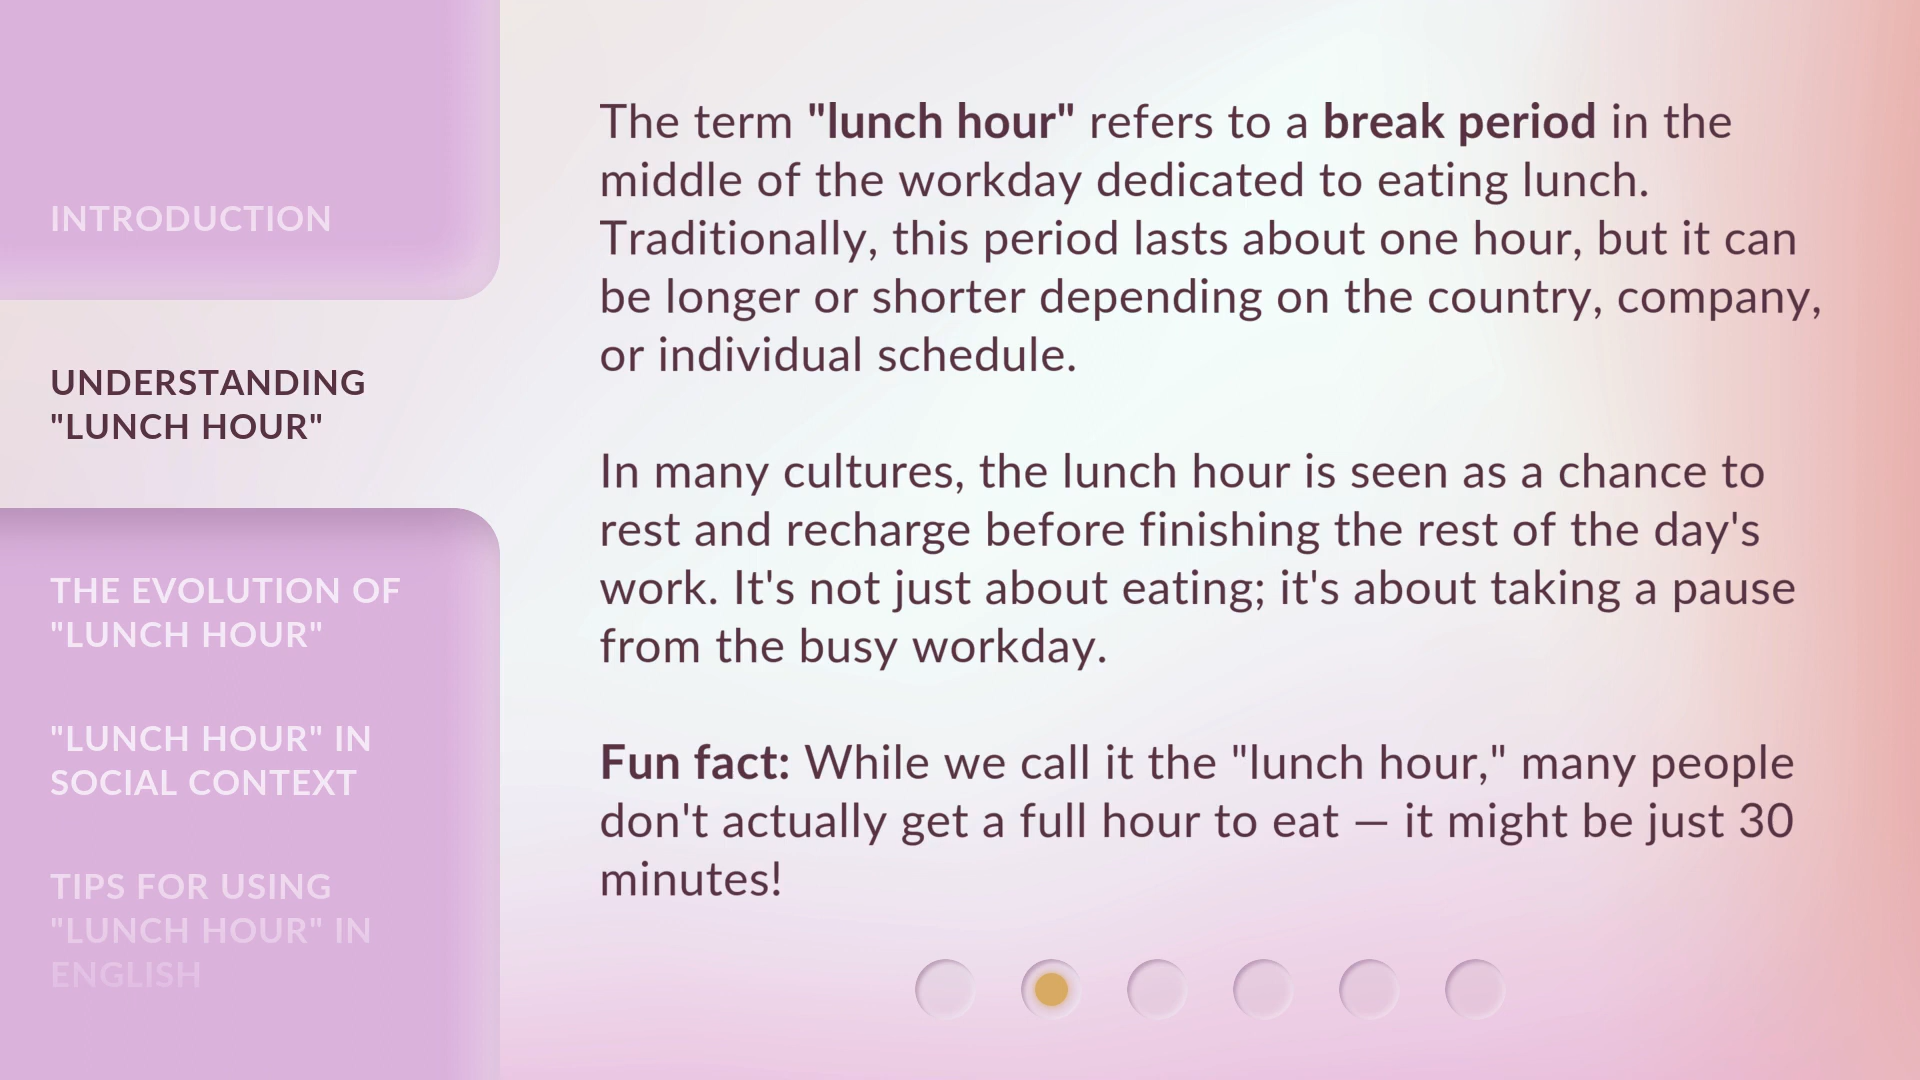 INTRODUCTION
UNDERSTANDING
"LUNCH HOUR"
THE EVOLUTION OF
"LUNCH HOUR"
"LUNCH HOUR" IN
SOCIAL CONTEXT
TIPS FOR USING
"LUNCH HOUR" IN
ENGLISH
The term "lunch hour" refers to a break period in the
middle of the workday dedicated to eating lunch.
Traditionally, this period lasts about one hour, but it can
be longer or shorter depending on the country, company,
or individual schedule.
In many cultures, the lunch hour is seen as a chance to
rest and recharge before finishing the rest of the day's
work. It's not just about eating; it's about taking a pause
from the busy workday.
Fun fact: While we call it the "lunch hour," many people
don't actually get a full hour to eat — it might be just 30
minutes!